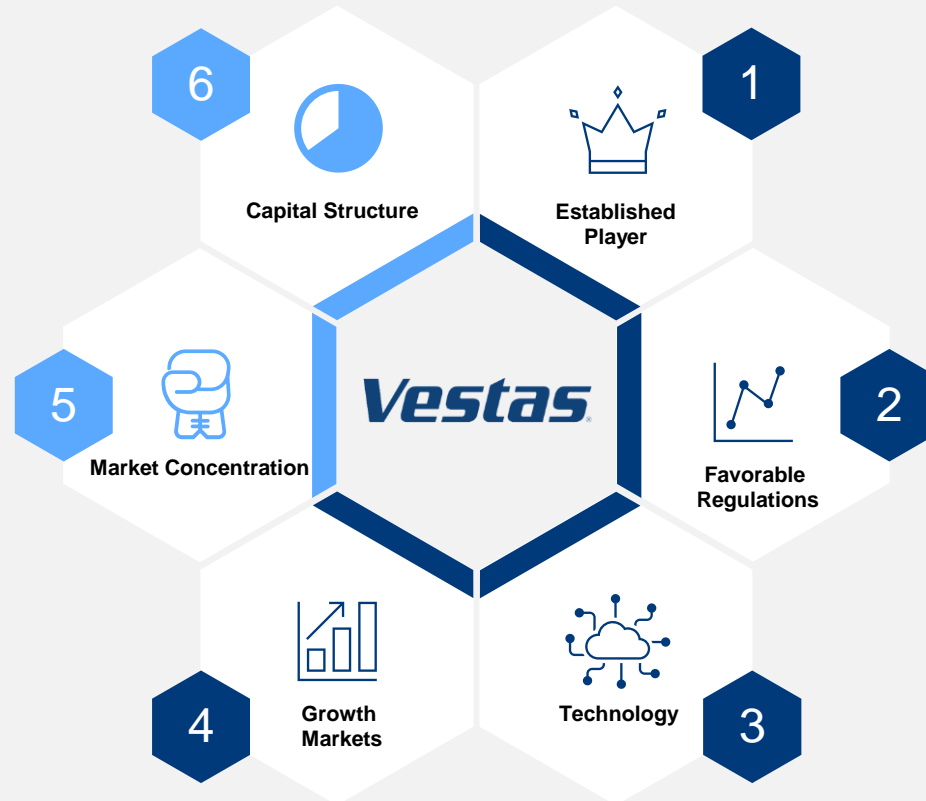 6
1
Capital Structure
Established
Player
5
Vestas
2
Market Concentration
Favorable
Regulations
4
Growth
Markets
Technology
3